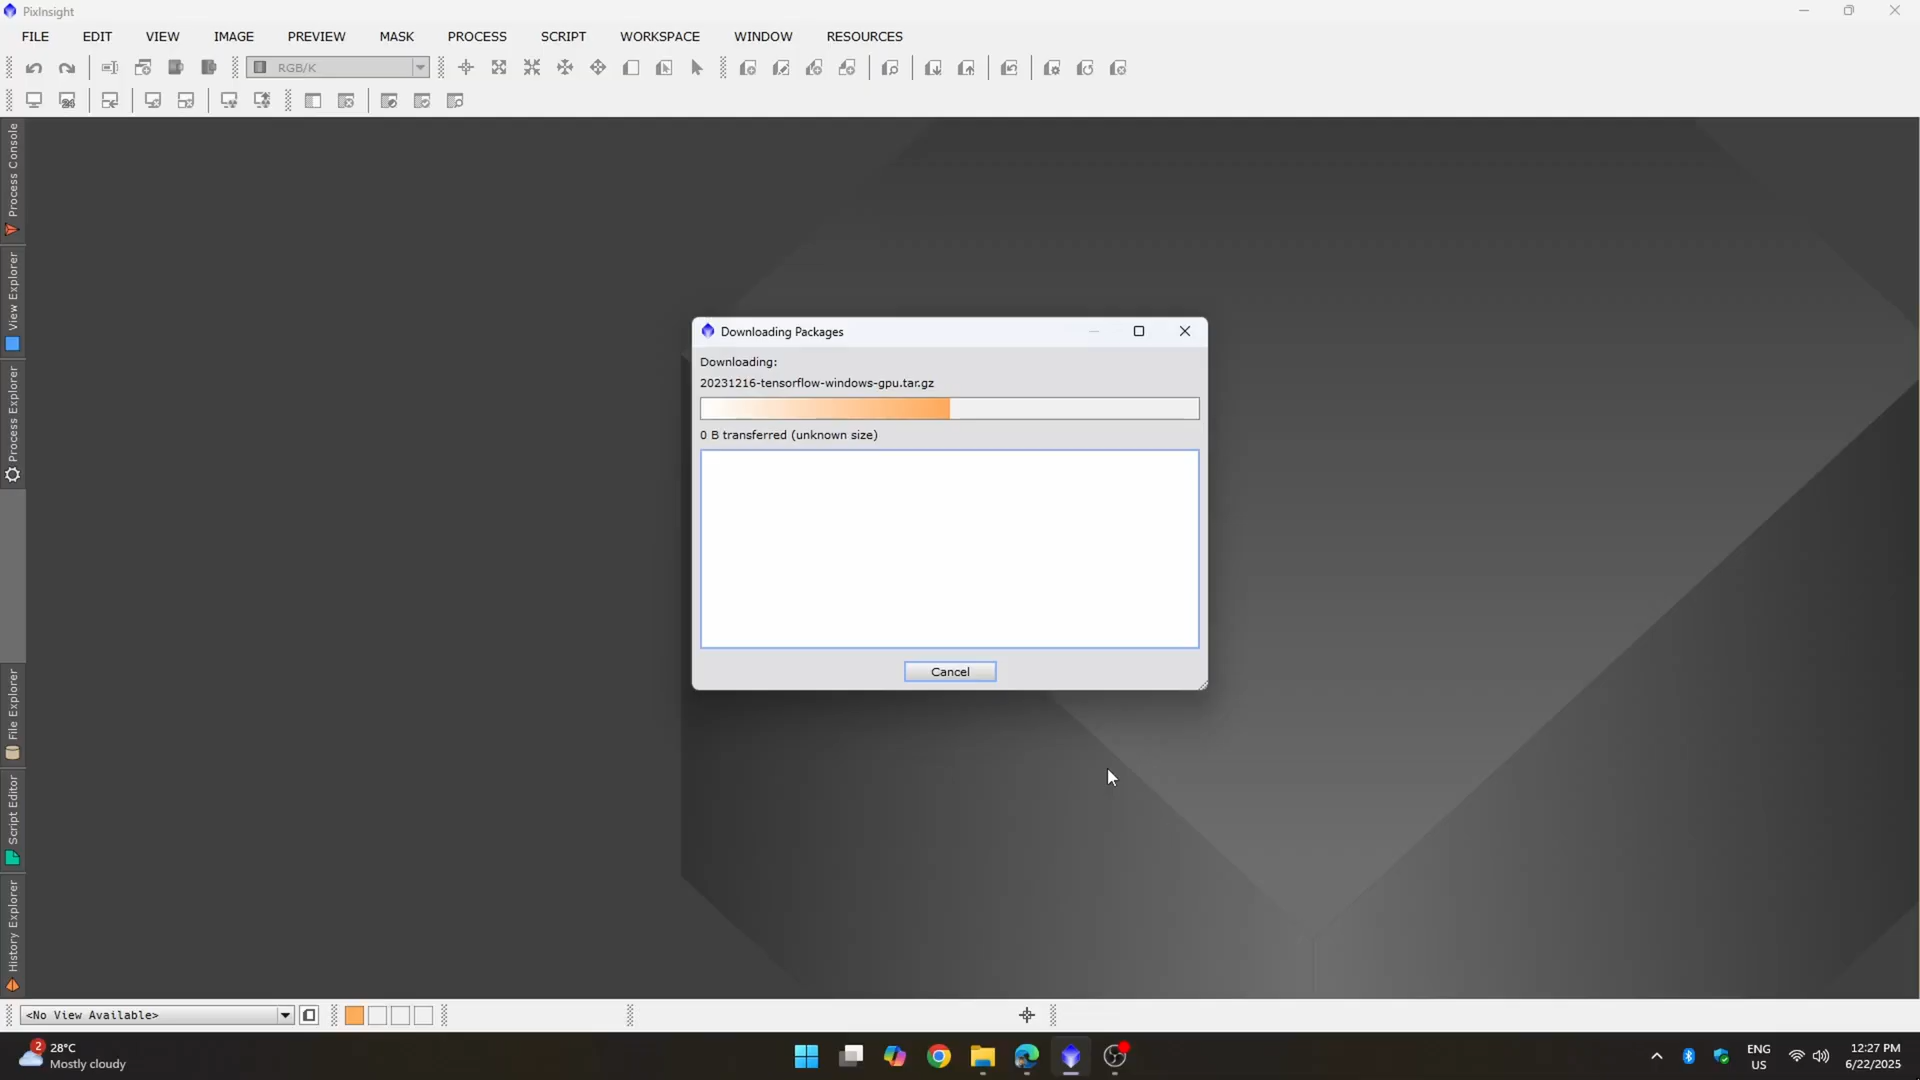 PixInsight
FILE EDIT VIEW IMAGE PREVIEW MASK PROCESS SCRIPT WORKSPACE WINDOW RESOURCES
RGB/K
24
Process Console
View Explorer
Process Explorer
File Explorer
Script Editor
History Explorer
Downloading Packages
Downloading:
20231216-tensorflow-windows-gpu.tar.gz
0 B transferred (unknown size)
Cancel
<No View Available>
2
28°C
Mostly cloudy
ENG
US
12:27 PM
6/22/2025